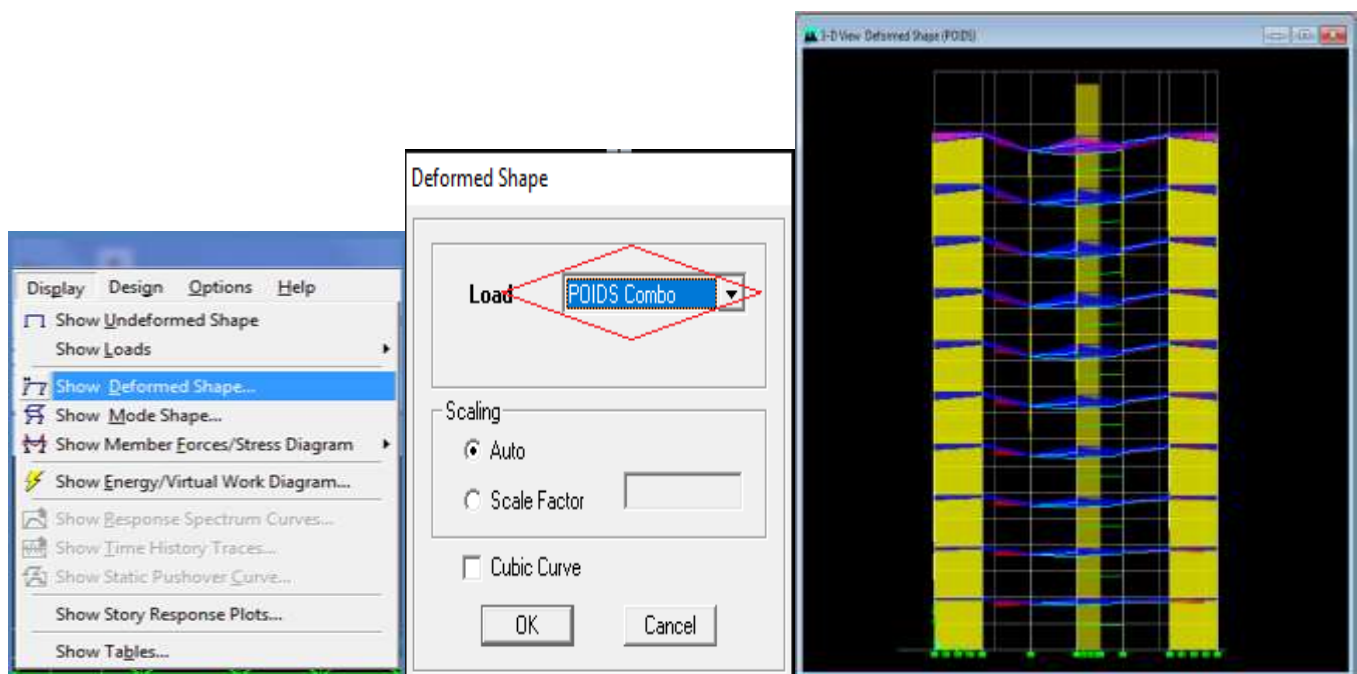 Display Design Options Help
Show Undeformed Shape
Show Loads
Show Deformed Shape...
Show Mode Shape...
Show Member Forces/Stress Diagram
Show Energy/Virtual Work Diagram...
Show Response Spectrum Curves...
Show Time History Traces...
Show Static Pushover Curve...
Show Story Response Plots...
Show Tables...
Deformed Shape
Load POIDS Combo
Scaling
Auto
Scale Factor
Cubic Curve
OK Cancel
3-D View Deformed Shape (POIDS)